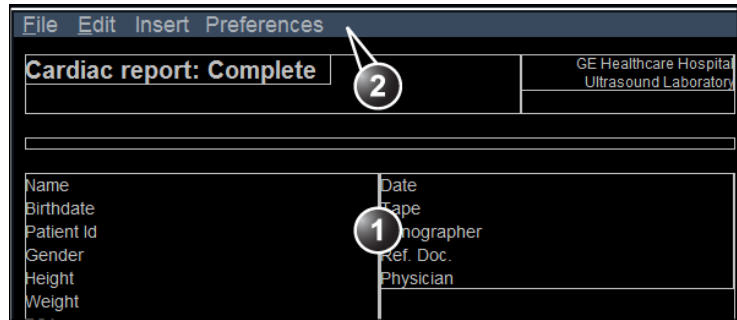 File Edit Insert Preferences
2
Cardiac report: Complete
GE Healthcare Hospital
Ultrasound Laboratory
Name
Birthdate
Patient Id
Gender
Height
Weight
Date
Tape
1
nographer
Ref. Doc.
Physician